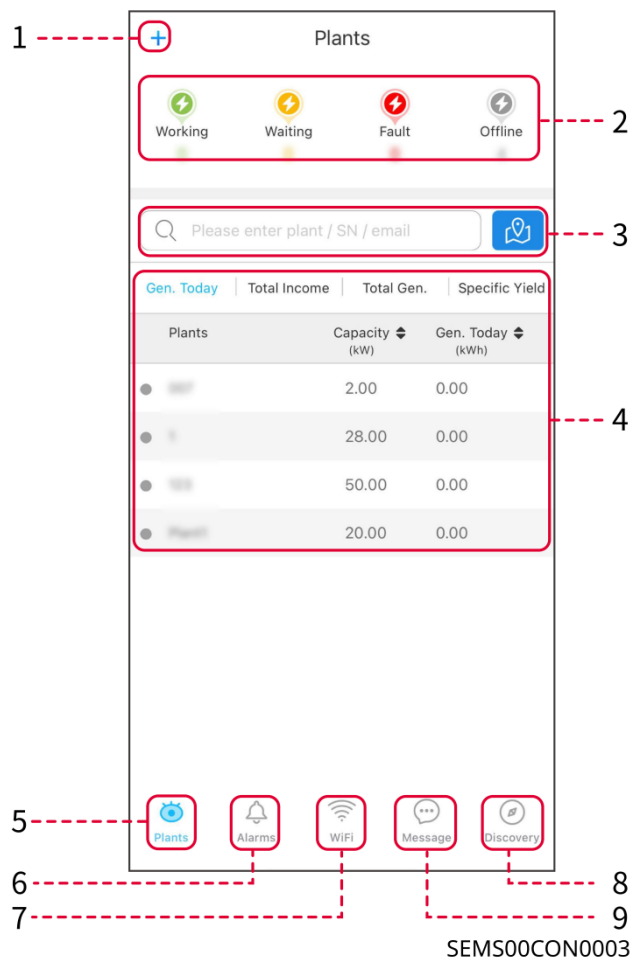 1
+
Plants
Working Waiting Fault Offline
2
Please enter plant / SN / email
3
Gen. Today Total Income Total Gen. Specific Yield
Plants Capacity Gen. Today
(kW) (kWh)
2.00 0.00
4
28.00 0.00
50.00 0.00
20.00 0.00
5
Plants Alarms WiFi Message Discovery
6
8
7
9
SEMS00CON0003